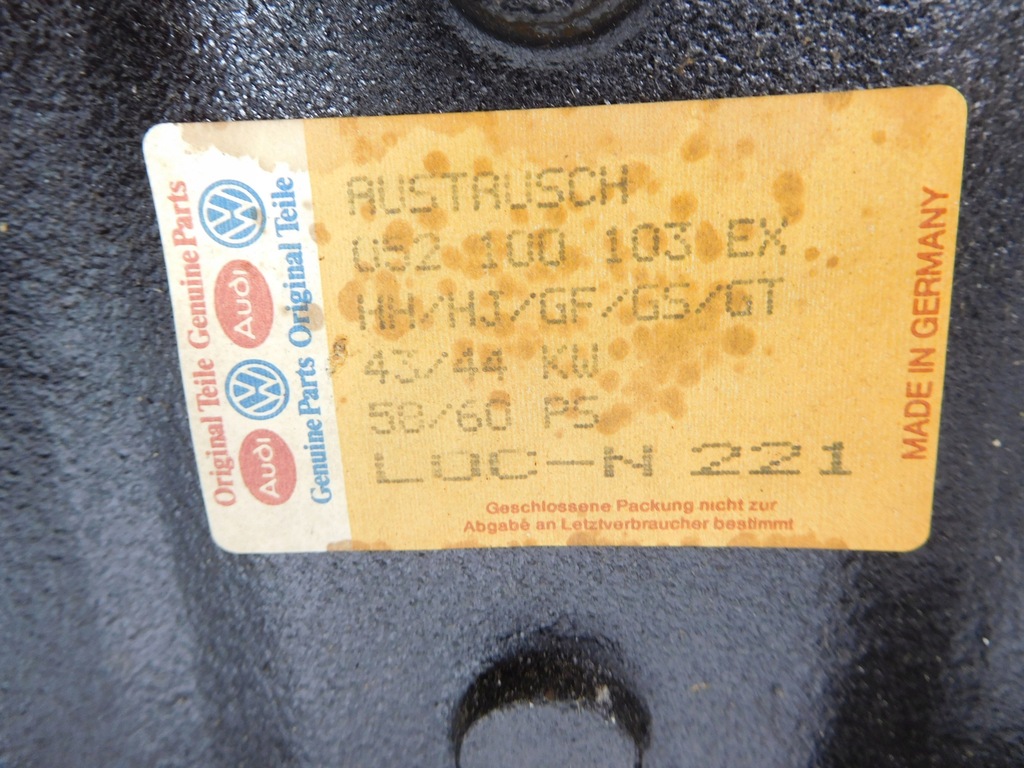 Original Teile Genuine Parts
Audi Audi
Genuine Parts Original Teile
AUSTAUSCH
052 100 103 EX
HH/HJ/GF/GS/GT
43/44 KW
58/60 PS
LOC-N 221
Geschlossene Packung nicht zur
Abgabe an Letztverbraucher bestimmt
MADE IN GERMANY